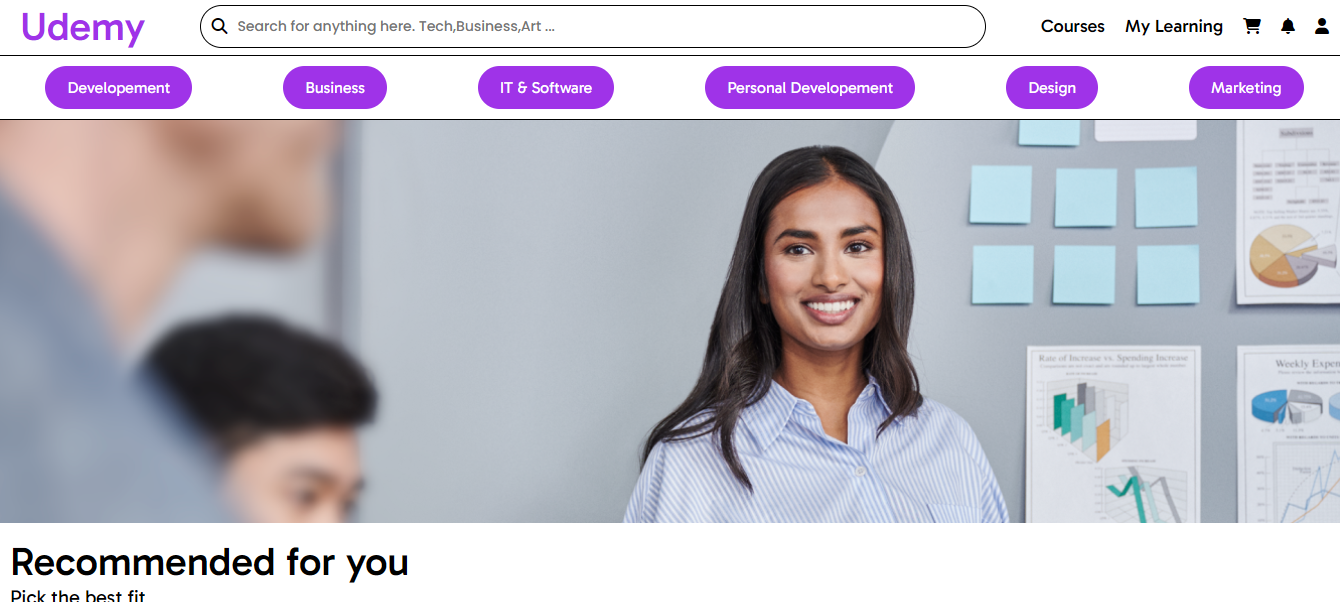 Udemy
Search for anything here. Tech,Business,Art ...
Courses
My Learning
Developement
Business
IT & Software
Personal Developement
Design
Marketing
Rate of Increase vs. Spending Increase
Weekly Expen
Recommended for you
Pick the best fit